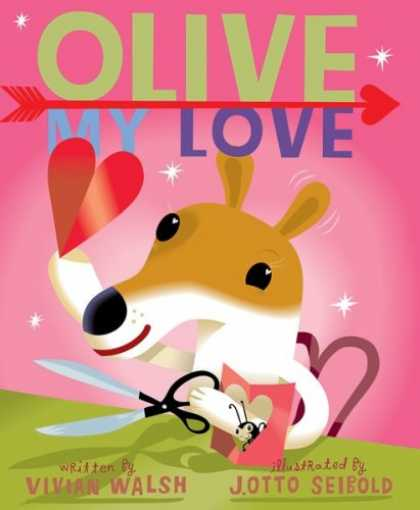 OLIVE
MY LOVE
written by
VIVIAN WALSH
illustrated by
J.OTTO SEIBOLD